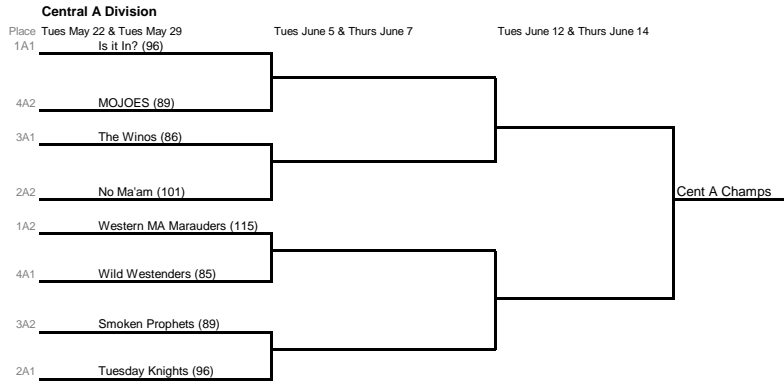 Central A Division
Place Tues May 22 & Tues May 29 Tues June 5 & Thurs June 7 Tues June 12 & Thurs June 14
1A1 Is it In? (96)
4A2 MOJOES (89)
3A1 The Winos (86)
2A2 No Ma'am (101)
Cent A Champs
1A2 Western MA Marauders (115)
4A1 Wild Westenders (85)
3A2 Smoken Prophets (89)
2A1 Tuesday Knights (96)